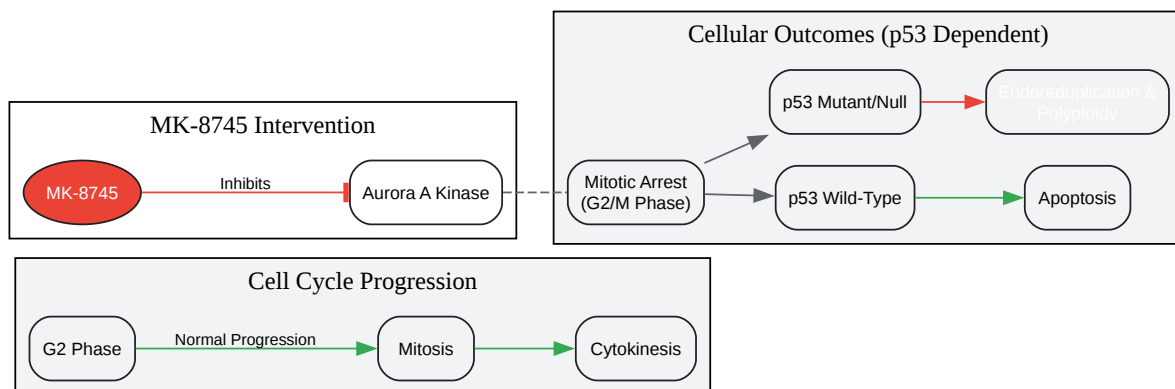 Cellular Outcomes (p53 Dependent)
p53 Mutant/Null
Endoreduplication &
Polyploidy
MK-8745 Intervention
MK-8745
Inhibits
Aurora A Kinase
Mitotic Arrest
(G2/M Phase)
p53 Wild-Type
Apoptosis
Cell Cycle Progression
G2 Phase
Normal Progression
Mitosis
Cytokinesis